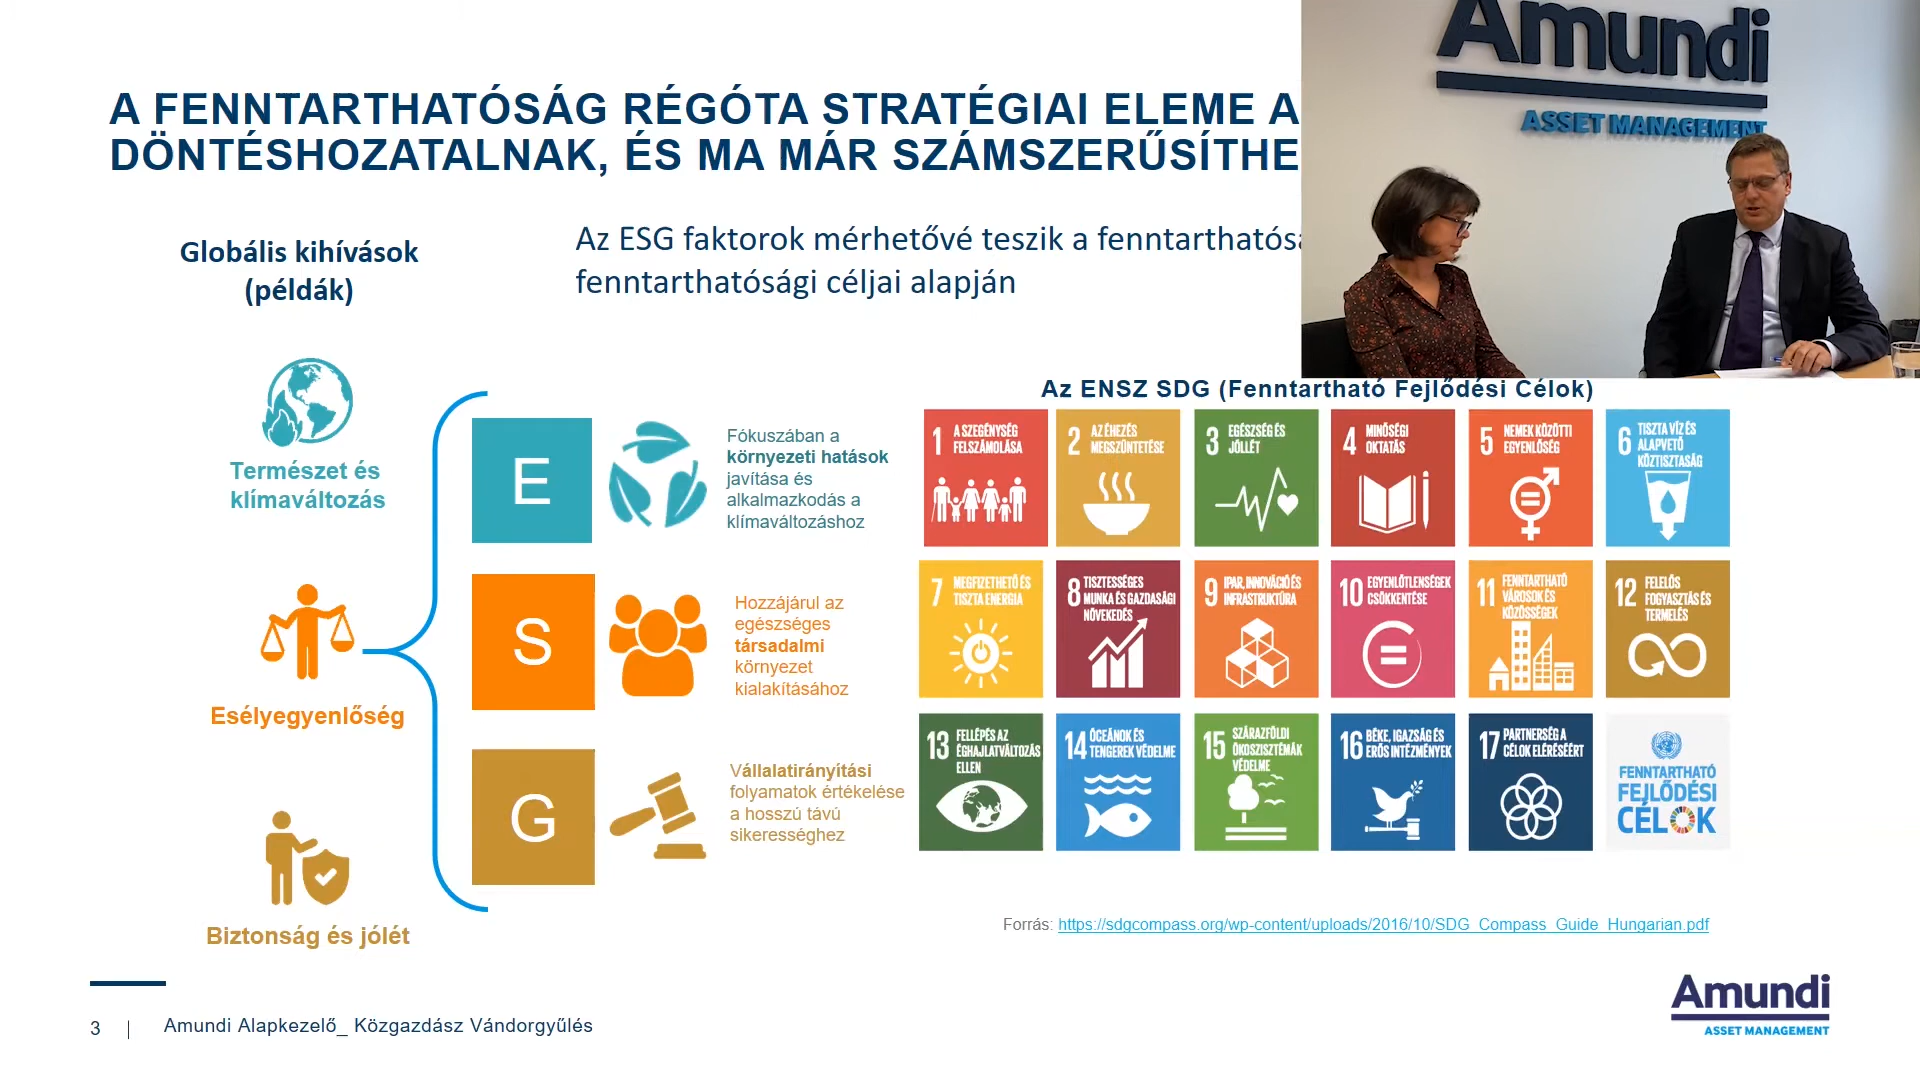 A FENNTARTHATÓSÁG RÉGÓTA STRATÉGIAI ELEME A
DÖNTÉSHOZATALNAK, ÉS MA MÁR SZÁMSZERŰSÍTHE
Amundi
ASSET MANAGEMENT
Globális kihívások
(példák)
Az ESG faktorok mérhetővé teszik a fenntarthatósá
fenntarthatósági céljai alapján
Természet és
klímaváltozás
Esélyegyenlőség
Biztonság és jólét
E
Fókuszában a
környezeti hatások
javítása és
alkalmazkodás a
klímaváltozáshoz
S
Hozzájárul az
egészséges
társadalmi
környezet
kialakításához
G
Vállalatirányítási
folyamatok értékelése
a hosszú távú
sikerességhez
Az ENSZ SDG (Fenntartható Fejlődési Célok)
1 A SZEGÉNYSÉG
FELSZÁMOLÁSA
2 AZ ÉHEZÉS
MEGSZÜNTETÉSE
3 EGÉSZSÉG ÉS
JÓLLÉT
4 MINŐSÉGI
OKTATÁS
5 NEMEK KÖZÖTTI
EGYENLŐSÉG
6 TISZTA VÍZ ÉS
ALAPVETŐ
KÖZTISZTASÁG
7 MEGFIZETHETŐ ÉS
TISZTA ENERGIA
8 TISZTESSÉGES
MUNKA ÉS GAZDASÁGI
NÖVEKEDÉS
9 IPAR, INNOVÁCIÓ ÉS
INFRASTRUKTÚRA
10 EGYENLŐTLENSÉGEK
CSÖKKENTÉSE
11 FENNTARTHATÓ
VÁROSOK ÉS
KÖZÖSSÉGEK
12 FELELŐS
FOGYASZTÁS ÉS
TERMELÉS
13 FELLÉPÉS AZ
ÉGHAJLATVÁLTOZÁS
ELLEN
14 ÓCEÁNOK ÉS
TENGEREK VÉDELME
15 SZÁRAZFÖLDI
ÖKOSZISZTÉMÁK
VÉDELME
16 BÉKE, IGAZSÁG ÉS
ERŐS INTÉZMÉNYEK
17 PARTNERSÉG A
CÉLOK ELÉRÉSÉÉRT
FENNTARTHATÓ
FEJLŐDÉSI
CÉLOK
Forrás: https://sdgcompass.org/wp-content/uploads/2016/10/SDG_Compass_Guide_Hungarian.pdf
3 | Amundi Alapkezelő_ Közgazdász Vándorgyűlés
Amundi
ASSET MANAGEMENT